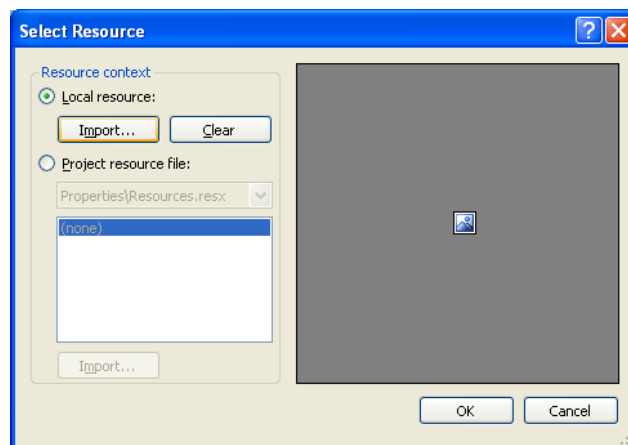 Select Resource
Resource context
Local resource:
Import...
Clear
Project resource file:
Properties\Resources.resx
(none)
Import...
OK
Cancel